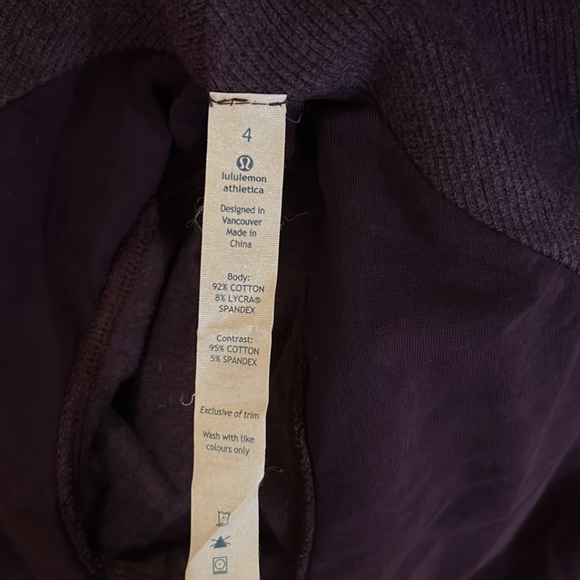 4
lululemon
athletica
Designed in
Vancouver
Made in
China
Body:
92% COTTON
8% LYCRA®
SPANDEX
Contrast:
95% COTTON
5% SPANDEX
Exclusive of trim
Wash with like
colours only